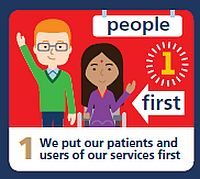 people
1
first
1 We put our patients and
users of our services first